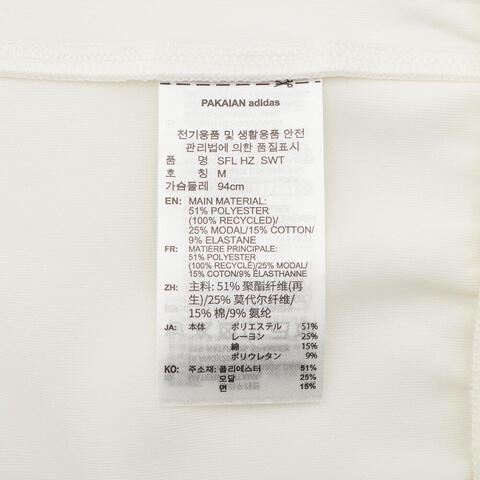 PAKAIAN adidas
전기용품 및 생활용품 안전
관리법에 의한 품질표시
품 명 SFL HZ SWT
호 칭 M
가슴둘레 94cm
EN: MAIN MATERIAL:
51% POLYESTER
(100% RECYCLED)/
25% MODAL/15% COTTON/
9% ELASTANE
FR: MATIERE PRINCIPALE:
51% POLYESTER
(100% RECYCLÉ)/25% MODAL/
15% COTON/9% ÉLASTHANNE
ZH: 主料: 51% 聚酯纤维(再
生)/25% 莫代尔纤维/
15% 棉/9% 氨纶
JA: 本体 ポリエステル 51%
レーヨン 25%
綿 15%
ポリウレタン 9%
KO: 주소재: 폴리에스터 51%
모달 25%
면 15%